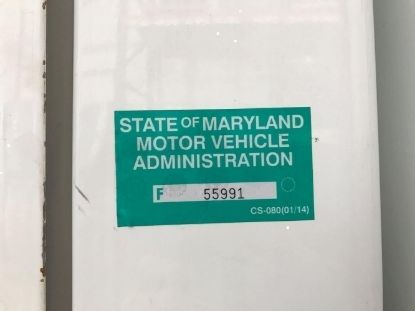 STATE OF MARYLAND
MOTOR VEHICLE
ADMINISTRATION
F 55991
CS-080(01/14)